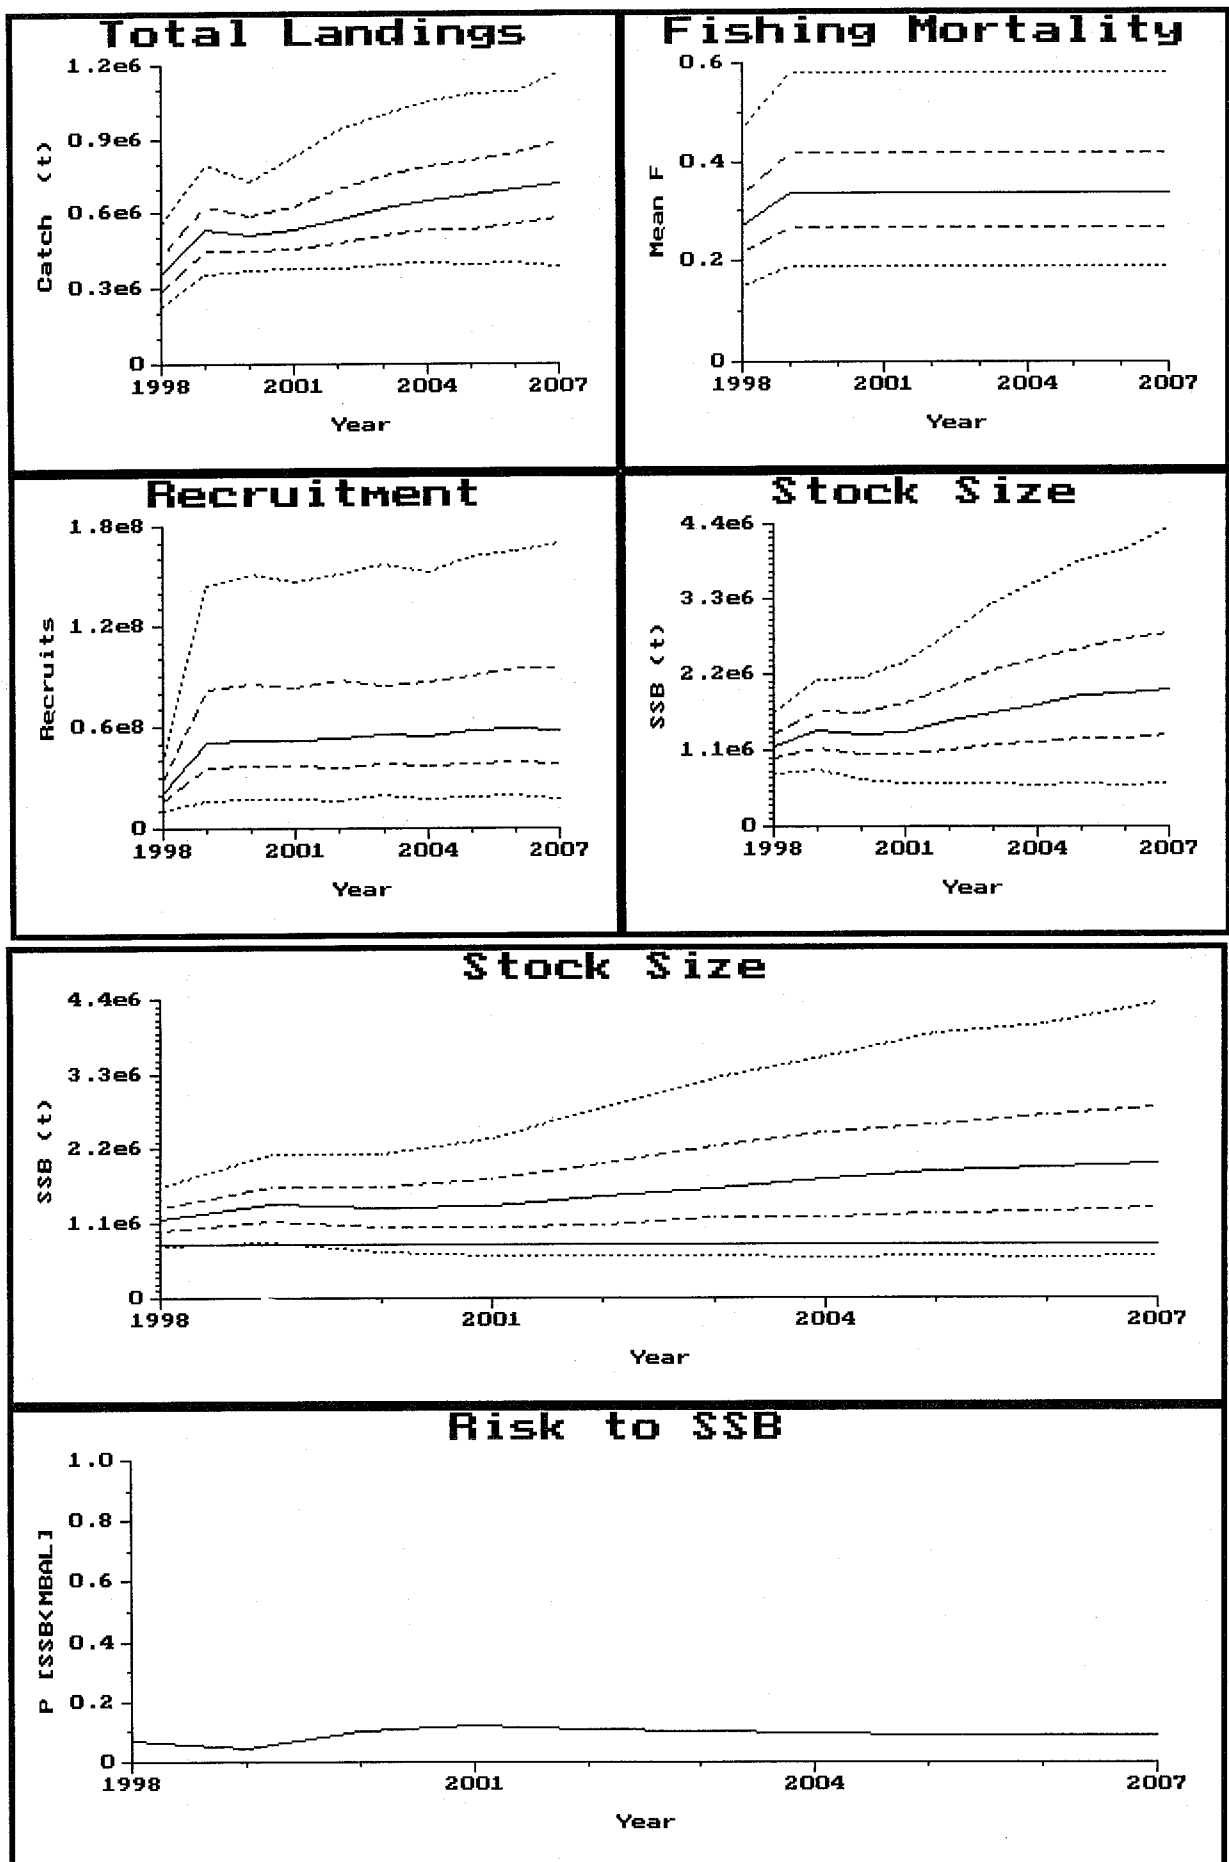 Total Landings
1.2e6
0.9e6
0.6e6
0.3e6
0
Catch (t)
1998 2001 2004 2007
Year
Fishing Mortality
0.6
0.4
0.2
0
Mean F
1998 2001 2004 2007
Year
Recruitment
1.8e8
1.2e8
0.6e8
0
Recruits
1998 2001 2004 2007
Year
Stock Size
4.4e6
3.3e6
2.2e6
1.1e6
0
SSB (t)
1998 2001 2004 2007
Year
Stock Size
4.4e6
3.3e6
2.2e6
1.1e6
0
SSB (t)
1998 2001 2004 2007
Year
Risk to SSB
1.0
0.8
0.6
0.4
0.2
0
P [SSB<MBAL]
1998 2001 2004 2007
Year